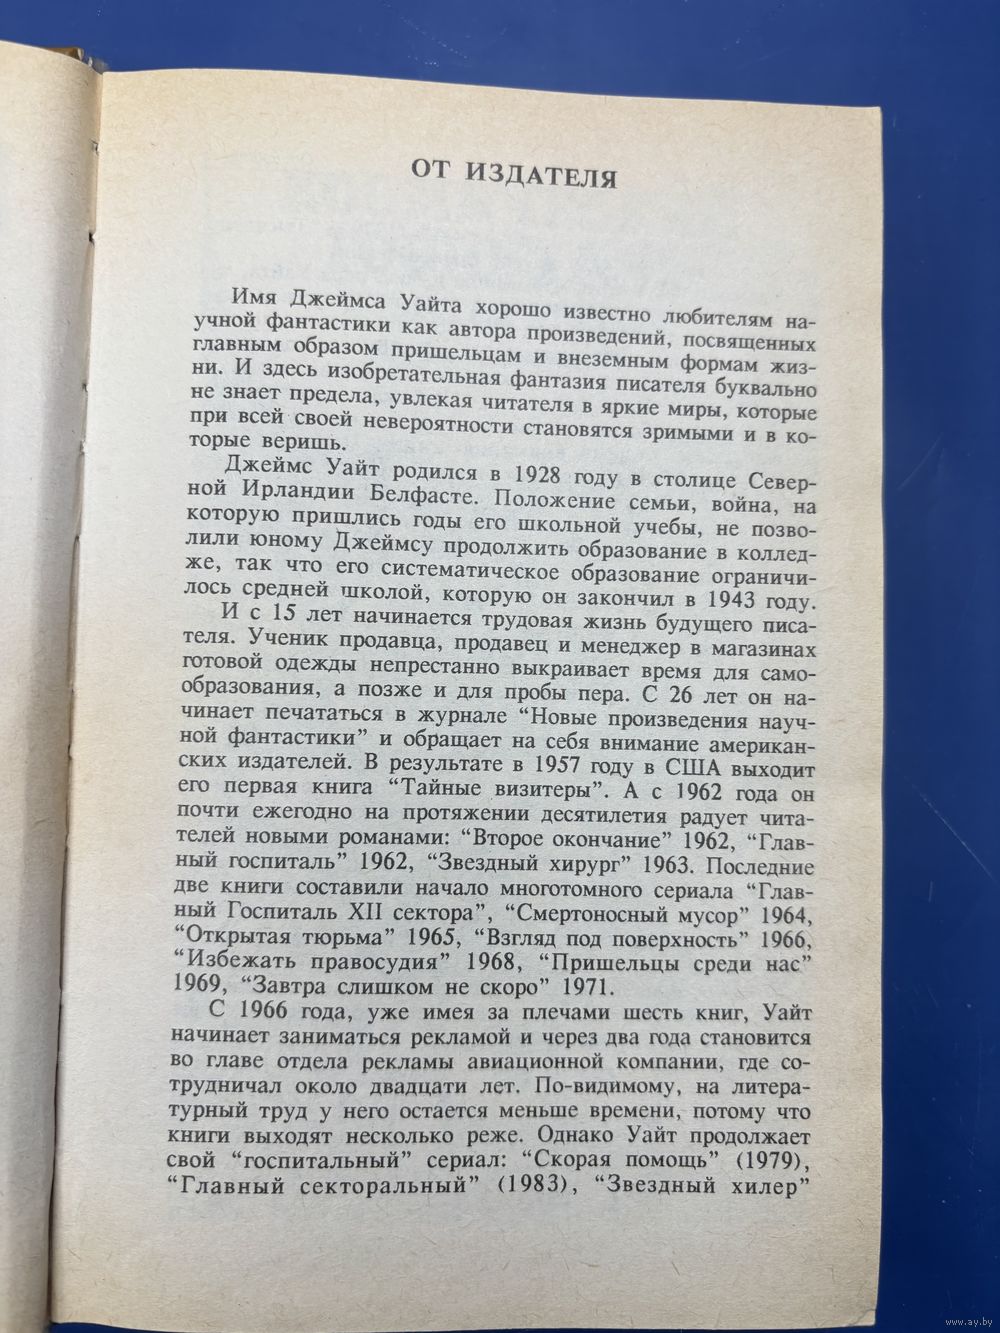 ОТ ИЗДАТЕЛЯ
Имя Джеймса Уайта хорошо известно любителям на-
учной фантастики как автора произведений, посвященных
главным образом пришельцам и внеземным формам жиз-
ни. И здесь изобретательная фантазия писателя буквально
не знает предела, увлекая читателя в яркие миры, которые
при всей своей невероятности становятся зримыми и в ко-
торые веришь.
Джеймс Уайт родился в 1928 году в столице Север-
ной Ирландии Белфасте. Положение семьи, война, на
которую пришлись годы его школьной учебы, не позво-
лили юному Джеймсу продолжить образование в коллед-
же, так что его систематическое образование ограничи-
лось средней школой, которую он закончил в 1943 году.
И с 15 лет начинается трудовая жизнь будущего писа-
теля. Ученик продавца, продавец и менеджер в магазинах
готовой одежды непрестанно выкраивает время для само-
образования, а позже и для пробы пера. С 26 лет он на-
чинает печататься в журнале “Новые произведения науч-
ной фантастики” и обращает на себя внимание американ-
ских издателей. В результате в 1957 году в США выходит
его первая книга “Тайные визитеры”. А с 1962 года он
почти ежегодно на протяжении десятилетия радует чита-
телей новыми романами: “Второе окончание” 1962, “Глав-
ный госпиталь” 1962, “Звездный хирург” 1963. Последние
две книги составили начало многотомного сериала “Глав-
ный Госпиталь XII сектора”, “Смертоносный мусор” 1964,
“Открытая тюрьма” 1965, “Взгляд под поверхность” 1966,
“Избежать правосудия” 1968, “Пришельцы среди нас”
1969, “Завтра слишком не скоро” 1971.
С 1966 года, уже имея за плечами шесть книг, Уайт
начинает заниматься рекламой и через два года становится
во главе отдела рекламы авиационной компании, где со-
трудничал около двадцати лет. По-видимому, на литера-
турный труд у него остается меньше времени, потому что
книги выходят несколько реже. Однако Уайт продолжает
свой “госпитальный” сериал: “Скорая помощь” (1979),
“Главный секторальный” (1983), “Звездный хилер”
www.ay.by